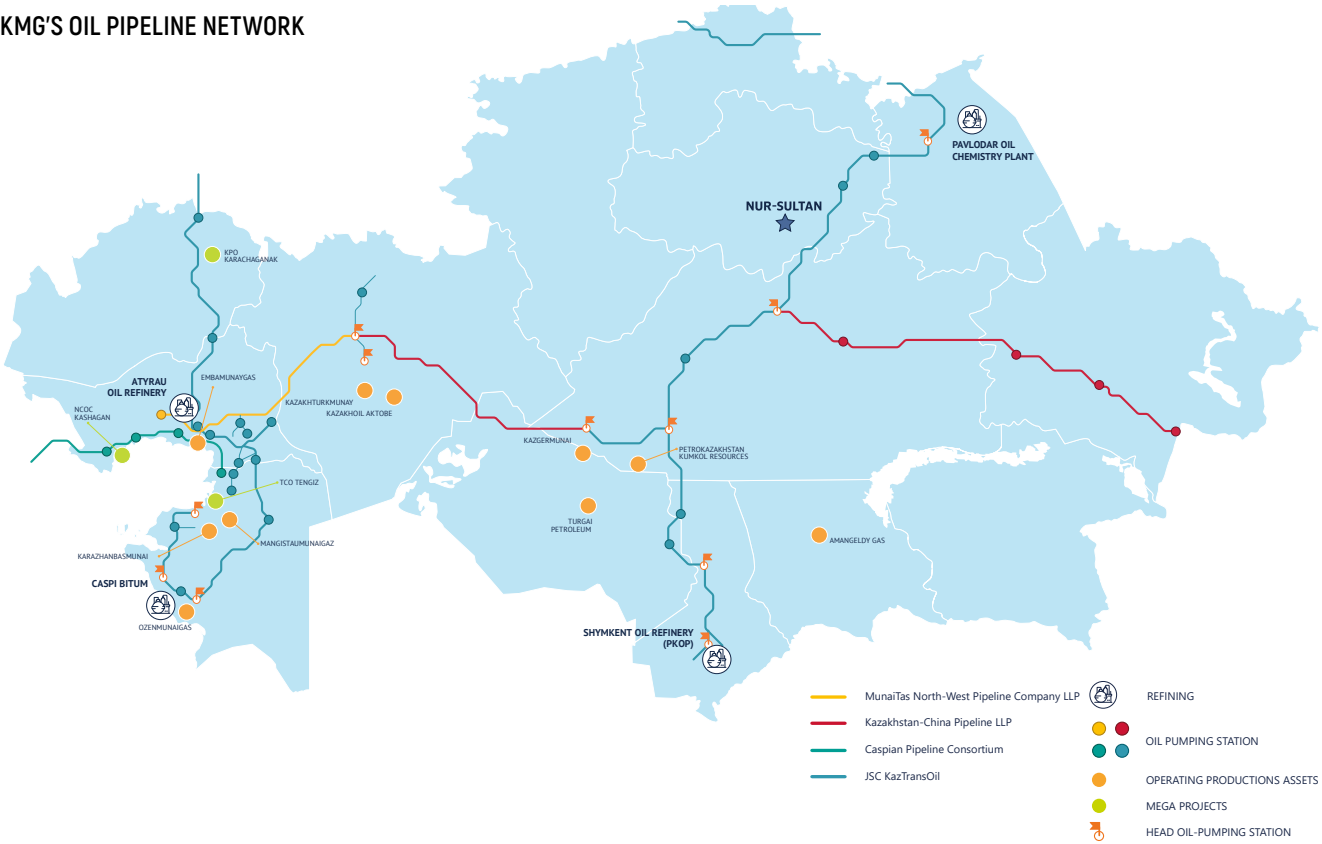 KMG'S OIL PIPELINE NETWORK
PAVLODAR OIL
CHEMISTRY PLANT
NUR-SULTAN
KPO
KARACHAGANAK
ATYRAU
OIL REFINERY
EMBAMUNAYGAS
NCOC
KASHAGAN
KAZAKHTURKMUNAY
KAZAKHOIL AKTOBE
KAZGERMUNAI
PETROKAZAKHSTAN
KUMKOL RESOURCES
TCO TENGIZ
TURGAI
PETROLEUM
AMANGELDY GAS
MANGISTAUMUNAIGAZ
KARAZHANBASMUNAI
CASPI BITUM
OZENMUNAIGAS
SHYMKENT OIL REFINERY
(PKOP)
MunaiTas North-West Pipeline Company LLP
Kazakhstan-China Pipeline LLP
Caspian Pipeline Consortium
JSC KazTransOil
REFINING
OIL PUMPING STATION
OPERATING PRODUCTIONS ASSETS
MEGA PROJECTS
HEAD OIL-PUMPING STATION